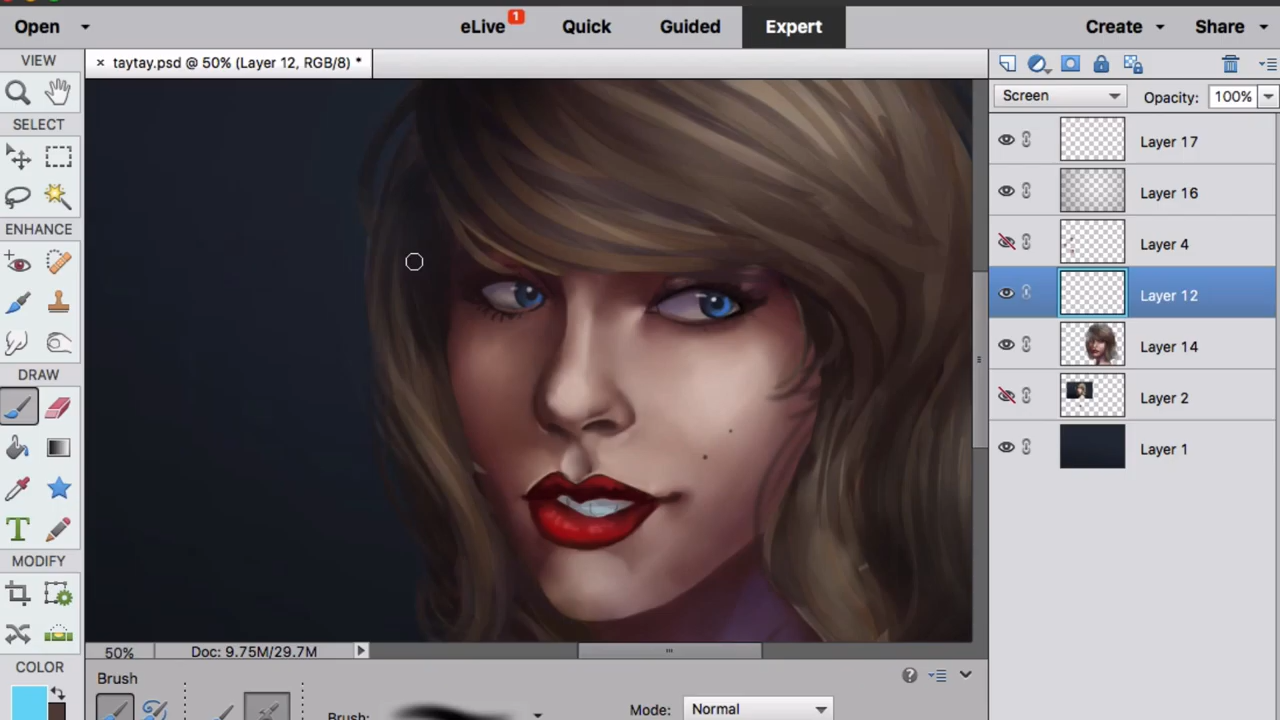 Open
eLive 1
Quick
Guided
Expert
Create
Share
VIEW
× taytay.psd @ 50% (Layer 12, RGB/8) *
Screen
Opacity: 100%
SELECT
Layer 17
Layer 16
ENHANCE
Layer 4
Layer 12
Layer 14
DRAW
Layer 2
Layer 1
T
MODIFY
50%
Doc: 9.75M/29.7M
COLOR
Brush
Brush:
Mode: Normal